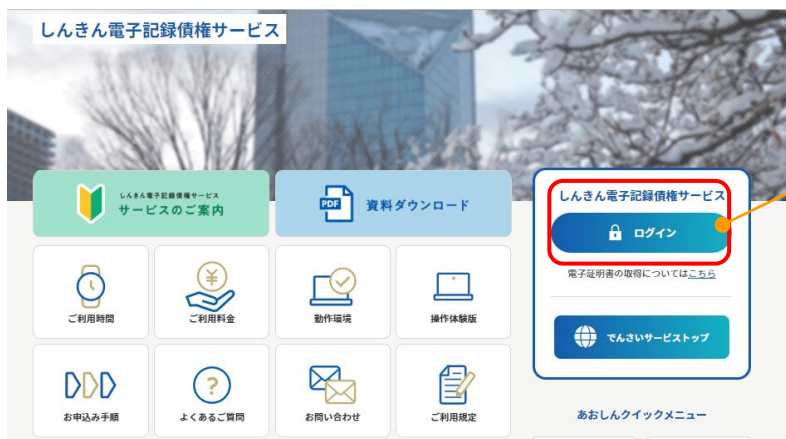 しんきん電子記録債権サービス
しんきん電子記録債権サービス
サービスのご案内
PDF
資料ダウンロード
しんきん電子記録債権サービス
ログイン
電子証明書の取得についてはこちら
でんさいサービストップ
ご利用時間
ご利用料金
動作環境
操作体験版
お申込み手順
よくあるご質問
お問い合わせ
ご利用規定
あおしんクイックメニュー